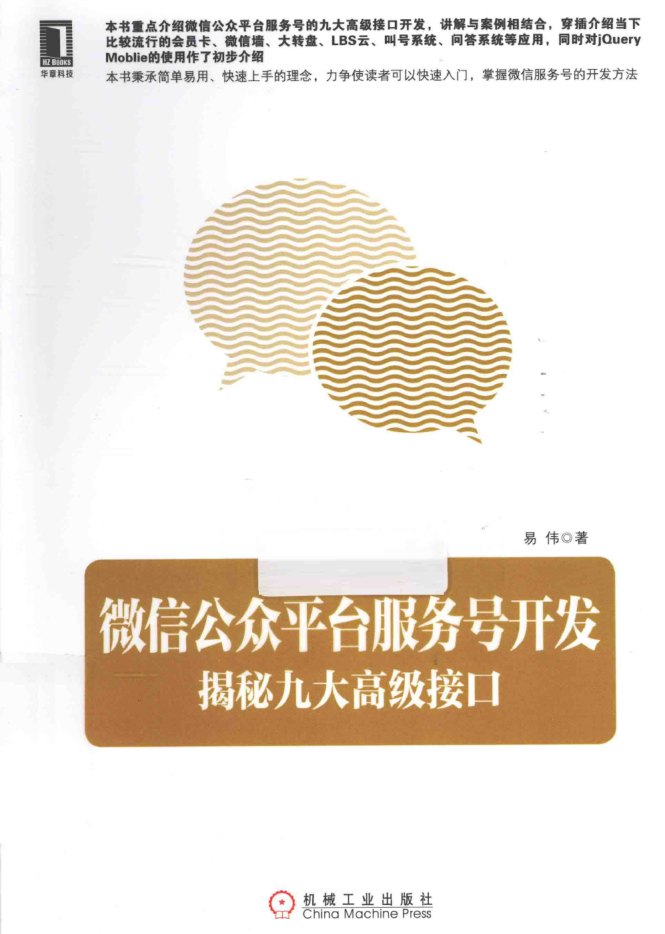 本书重点介绍微信公众平台服务号的九大高级接口开发，讲解与案例相结合，穿插介绍当下
比较流行的会员卡、微信墙、大转盘、LBS云、叫号系统、问答系统等应用，同时对jQuery
Moblie的使用作了初步介绍
本书秉承简单易用、快速上手的理念，力争使读者可以快速入门，掌握微信服务号的开发方法
HZ BOOKS
华章科技
易 伟◎著
微信公众平台服务号开发
揭秘九大高级接口
机械工业出版社
China Machine Press